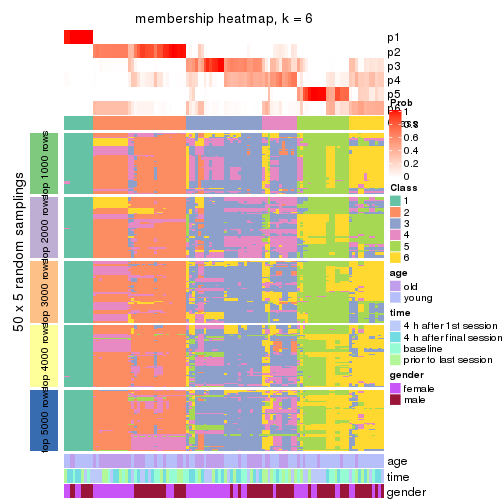 membership heatmap, k = 6
p1
p2
p3
p4
p5
p6
50 x 5 random samplings
top 1000 rows
top 2000 rows
top 3000 rows
top 4000 rows
top 5000 rows
Prob
1
0.8
0.6
0.4
0.2
0
Class
1
2
3
4
5
6
age
old
young
time
4 h after 1st session
4 h after final session
baseline
prior to last session
gender
female
male
age
time
gender